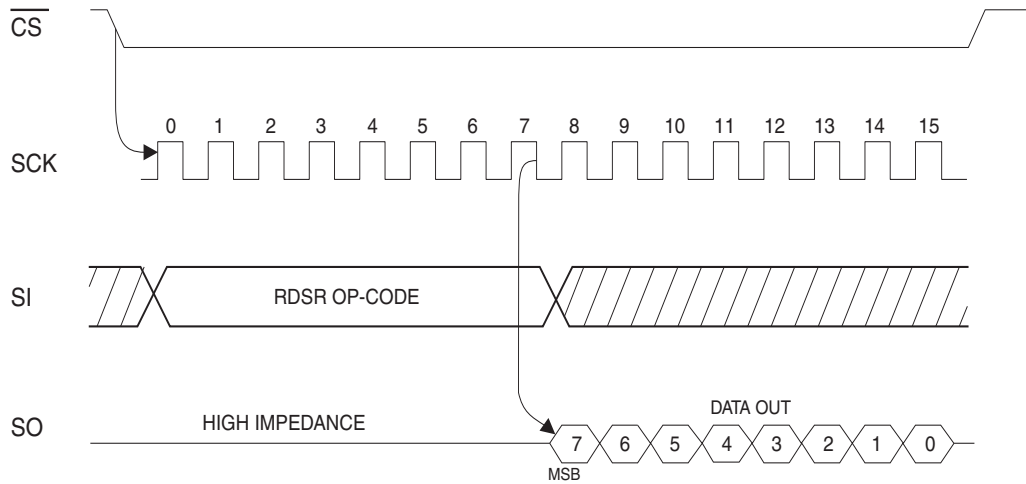 CS
0 1 2 3 4 5 6 7 8 9 10 11 12 13 14 15
SCK
SI RDSR OP-CODE
DATA OUT
SO HIGH IMPEDANCE 7 6 5 4 3 2 1 0
MSB